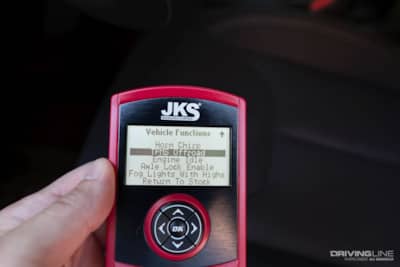 JKS
Vehicle Functions
Horn Chirp
TPMS Offroad
Engine Idle
Axle Lock Enable
Fog Lights With Highs
Return To Stock
OK
DRIVINGLINE